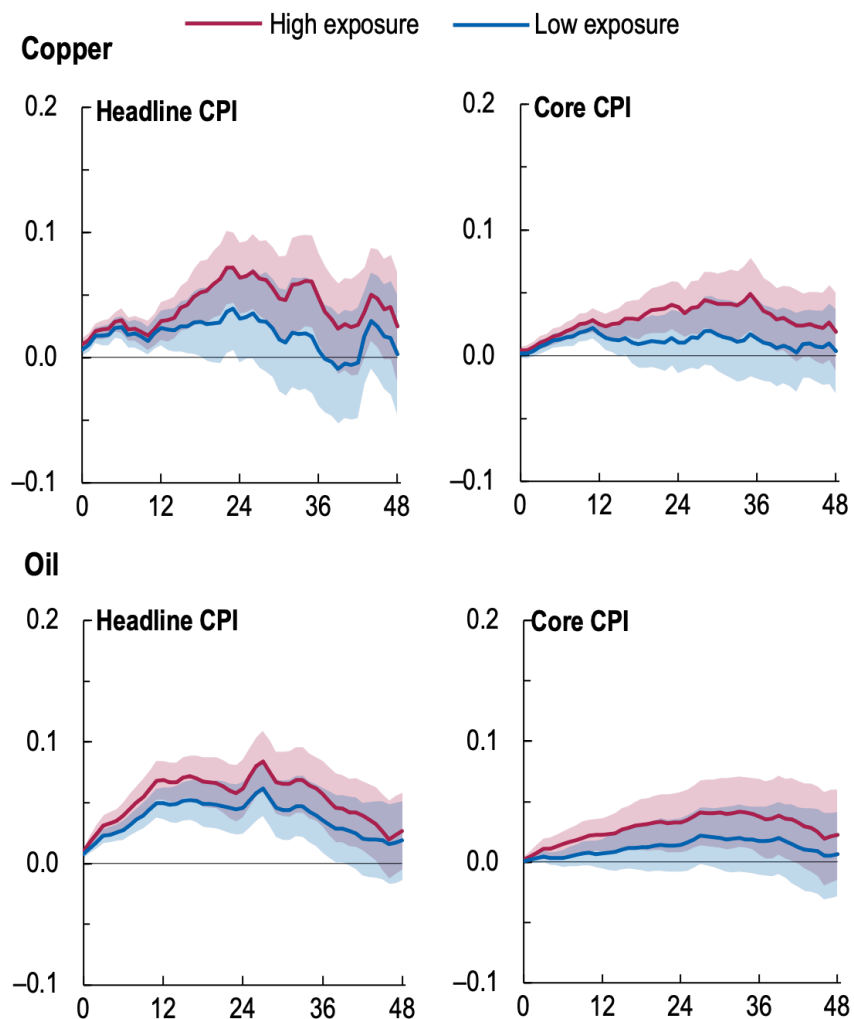 High exposure Low exposure
Copper
Headline CPI
0.2
0.1
0.0
–0.1
0 12 24 36 48
Core CPI
0.2
0.1
0.0
–0.1
0 12 24 36 48
Oil
Headline CPI
0.2
0.1
0.0
–0.1
0 12 24 36 48
Core CPI
0.2
0.1
0.0
–0.1
0 12 24 36 48